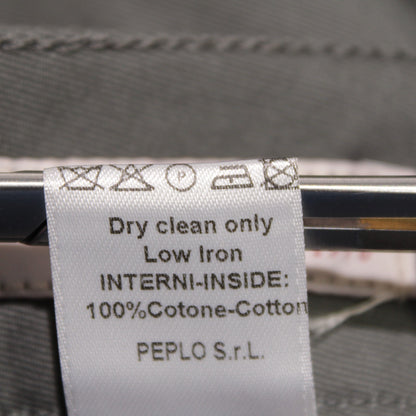 P
Dry clean only
Low Iron
INTERNI-INSIDE:
100%Cotone-Cotton
PEPLO S.r.L.